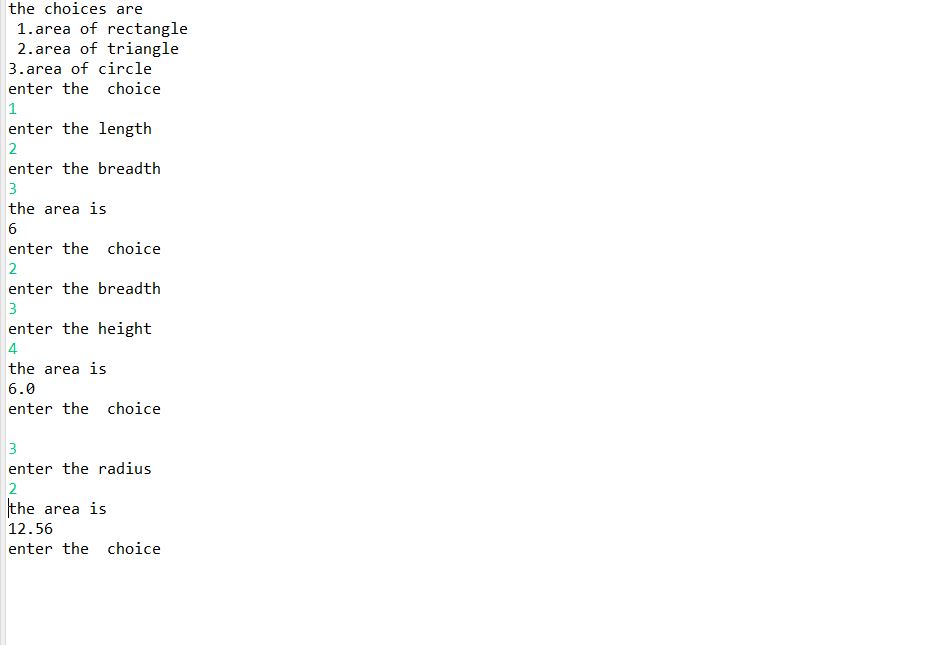 the choices are
 1.area of rectangle
 2.area of triangle
3.area of circle
enter the  choice
1
enter the length
2
enter the breadth
3
the area is
6
enter the  choice
2
enter the breadth
3
enter the height
4
the area is
6.0
enter the  choice
3
enter the radius
2
the area is
12.56
enter the  choice